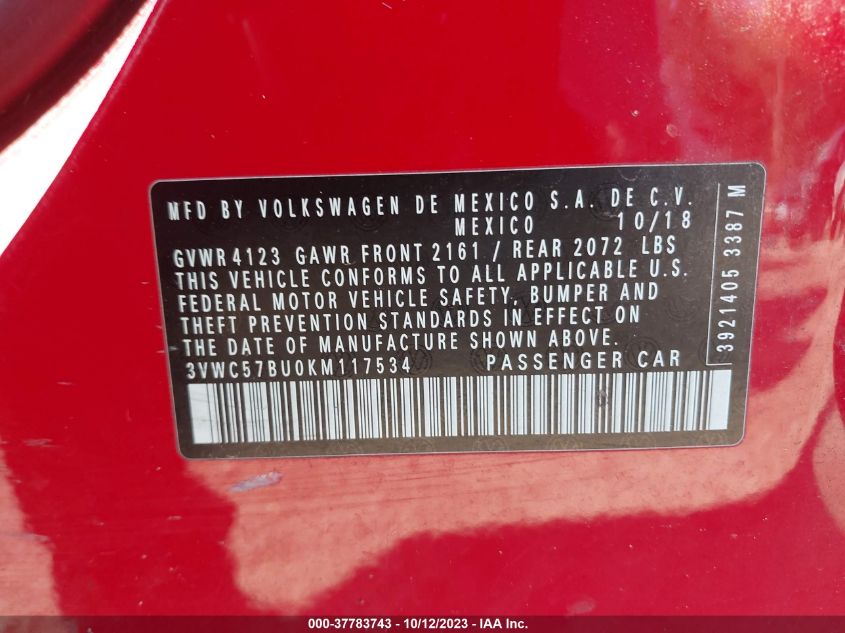 MFD BY VOLKSWAGEN DE MEXICO S.A. DE C.V.
MEXICO 10/18
GVWR 4123 GAWR FRONT 2161 / REAR 2072 LBS
THIS VEHICLE CONFORMS TO ALL APPLICABLE U.S.
FEDERAL MOTOR VEHICLE SAFETY, BUMPER AND
THEFT PREVENTION STANDARDS IN EFFECT ON
THE DATE OF MANUFACTURE SHOWN ABOVE.
3VWC57BU0KM117534 PASSENGER CAR
3921405 3387 M
000-37783743 - 10/12/2023 - IAA Inc.